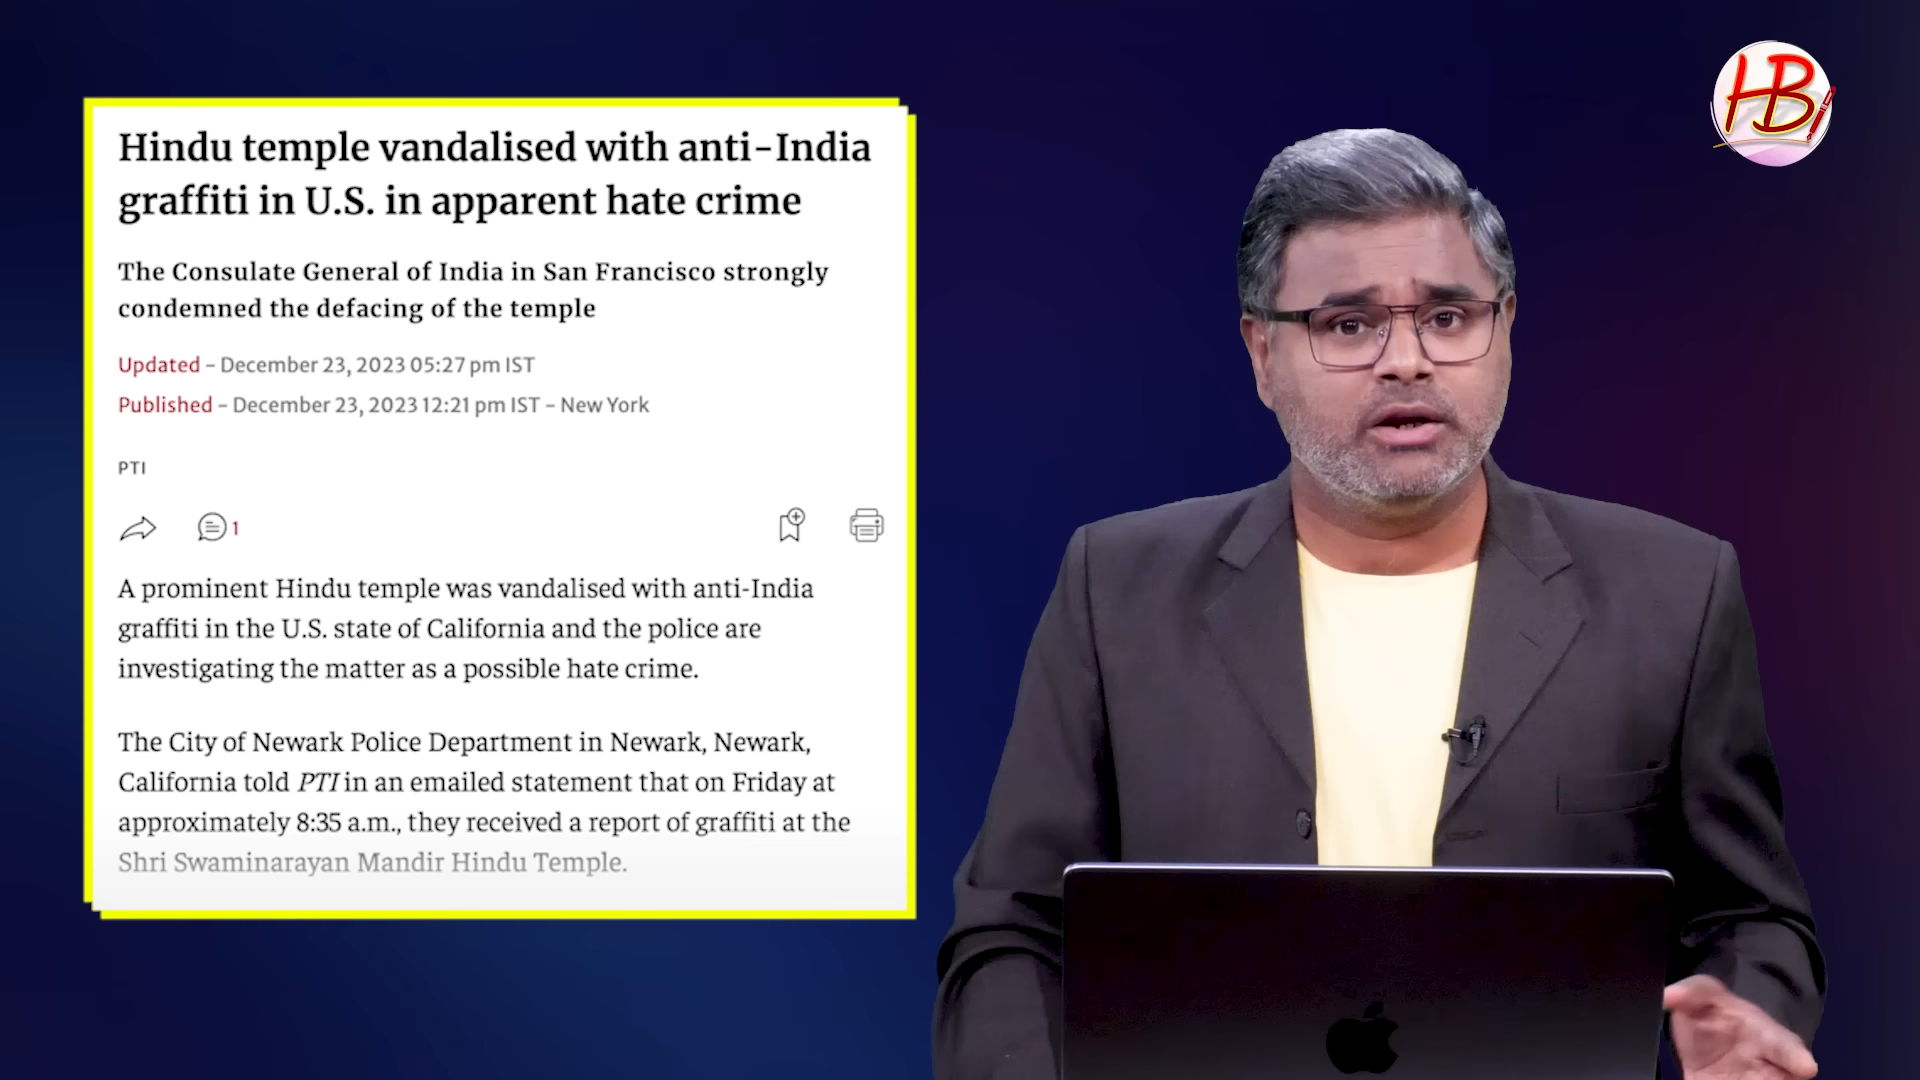 Hindu temple vandalised with anti-India
graffiti in U.S. in apparent hate crime
The Consulate General of India in San Francisco strongly
condemned the defacing of the temple
Updated - December 23, 2023 05:27 pm IST
Published - December 23, 2023 12:21 pm IST - New York
PTI
1
A prominent Hindu temple was vandalised with anti-India
graffiti in the U.S. state of California and the police are
investigating the matter as a possible hate crime.
The City of Newark Police Department in Newark, Newark,
California told PTI in an emailed statement that on Friday at
approximately 8:35 a.m., they received a report of graffiti at the
Shri Swaminarayan Mandir Hindu Temple.
HB